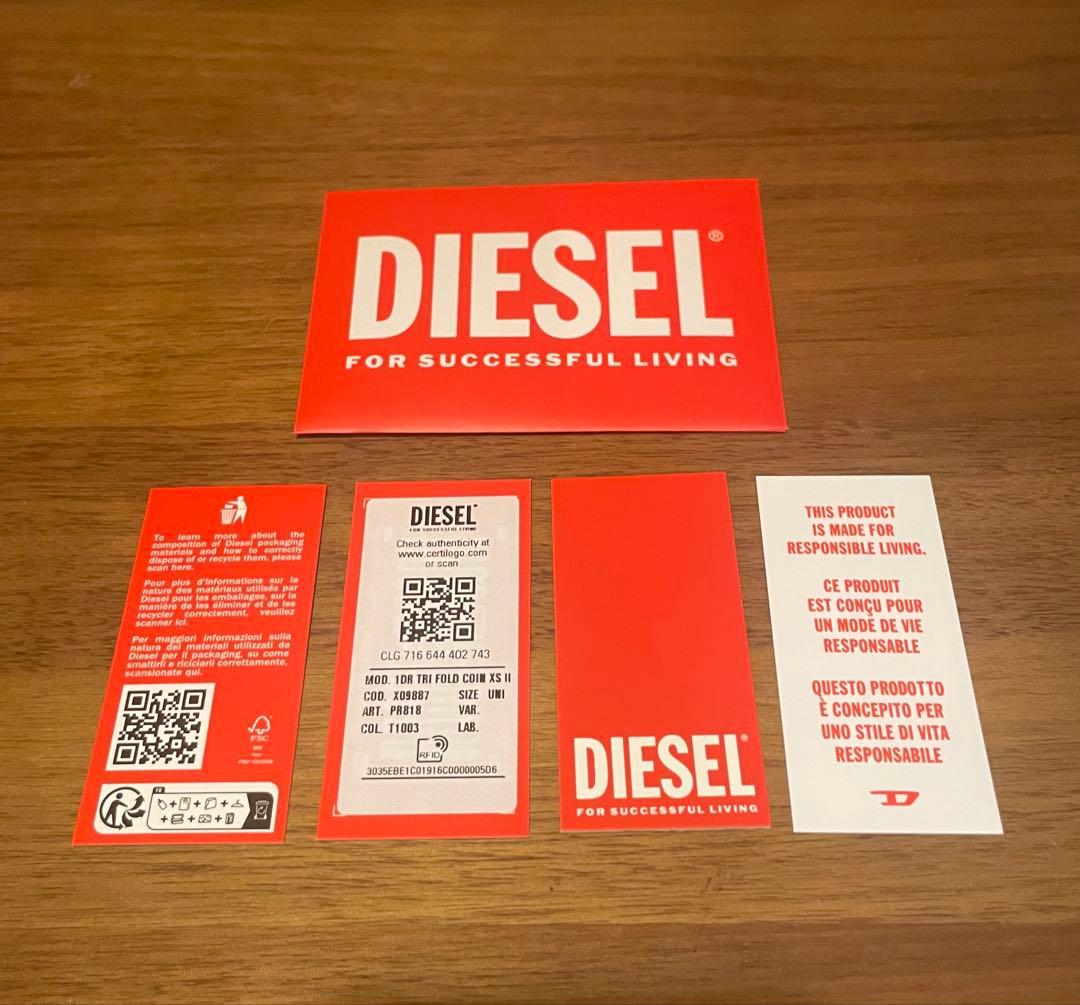 DIESEL®
FOR SUCCESSFUL LIVING
To learn more about the
composition of Diesel packaging
materials and how to correctly
dispose of or recycle them, please
scan here.
Pour plus d'informations sur la
nature des matériaux utilisés par
Diesel pour les emballages, sur la
manière de les éliminer et de les
recycler correctement, veuillez
scanner ici.
Per maggiori informazioni sulla
natura dei materiali utilizzati da
Diesel per il packaging, su come
smaltirli e riciclarli correttamente,
scansionate qui.
FSC
FR
DIESEL
FOR SUCCESSFUL LIVING
Check authenticity at
www.certilogo.com
or scan
CLG 716 644 402 743
MOD. 1DR TRI FOLD COIN XS II
COD. X09887 SIZE UNI
ART. PR818 VAR.
COL. T1003 LAB.
RFID
3035EBE1C01916C0000005D6
DIESEL®
FOR SUCCESSFUL LIVING
THIS PRODUCT
IS MADE FOR
RESPONSIBLE LIVING.
CE PRODUIT
EST CONÇU POUR
UN MODE DE VIE
RESPONSABLE
QUESTO PRODOTTO
È CONCEPITO PER
UNO STILE DI VITA
RESPONSABILE
D